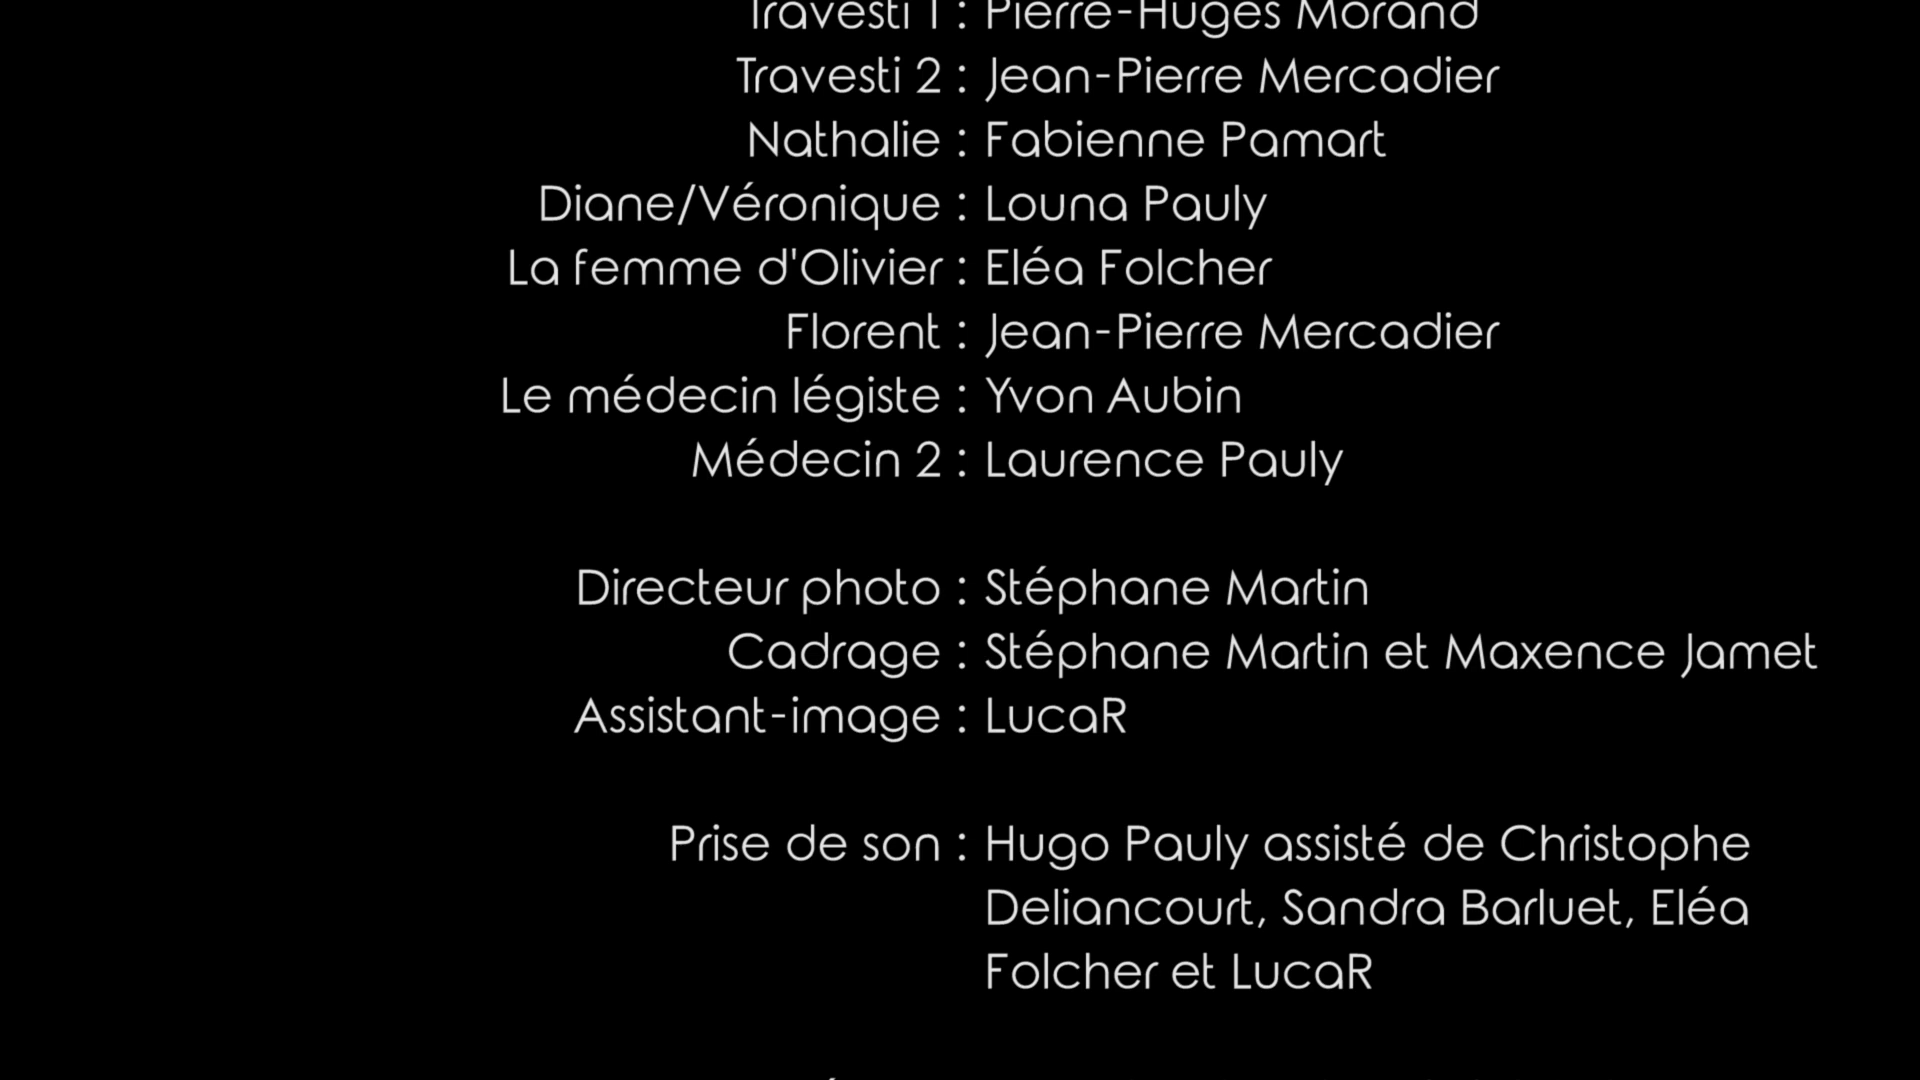 Travesti 1 : Pierre-Huges Morand
Travesti 2 : Jean-Pierre Mercadier
Nathalie : Fabienne Pamart
Diane/Véronique : Louna Pauly
La femme d'Olivier : Eléa Folcher
Florent : Jean-Pierre Mercadier
Le médecin légiste : Yvon Aubin
Médecin 2 : Laurence Pauly
Directeur photo : Stéphane Martin
Cadrage : Stéphane Martin et Maxence Jamet
Assistant-image : LucaR
Prise de son : Hugo Pauly assisté de Christophe
Deliancourt, Sandra Barluet, Eléa
Folcher et LucaR